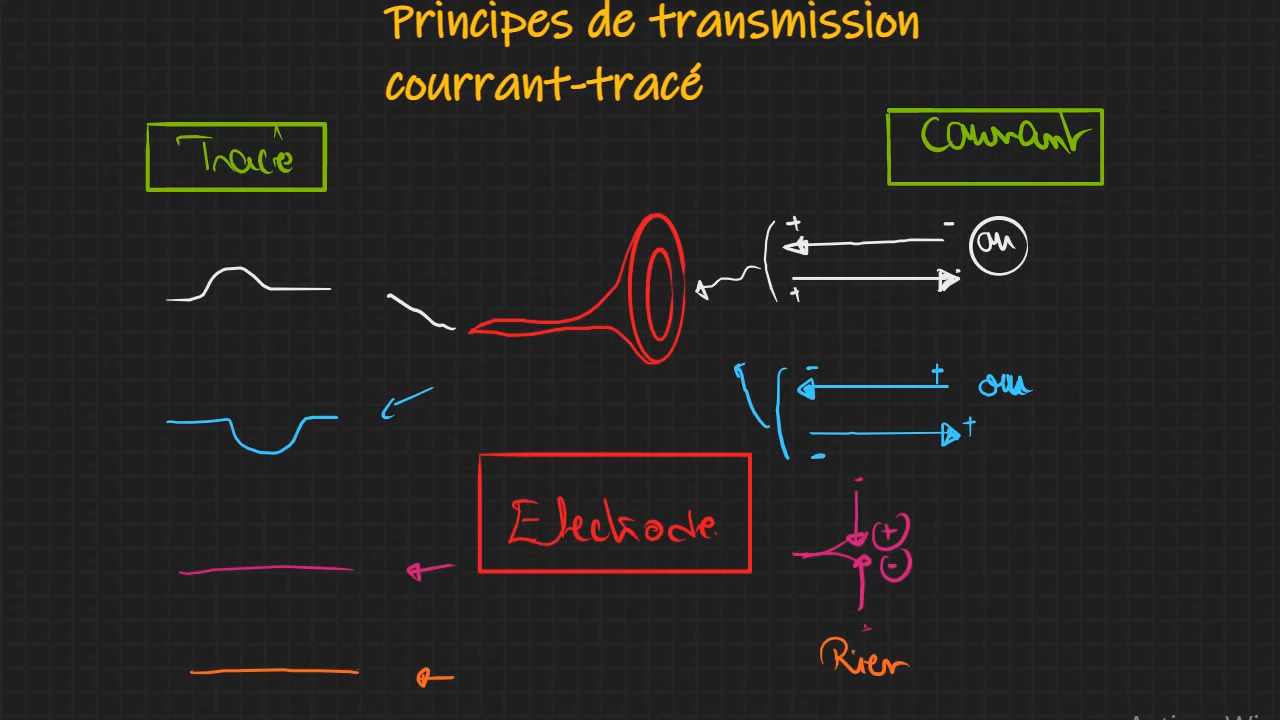 Principes de transmission
courrant-tracé
Tracé
Courant
+ -
ou
+ -
- +
ou
- +
Electrode
-
+
-
Rien